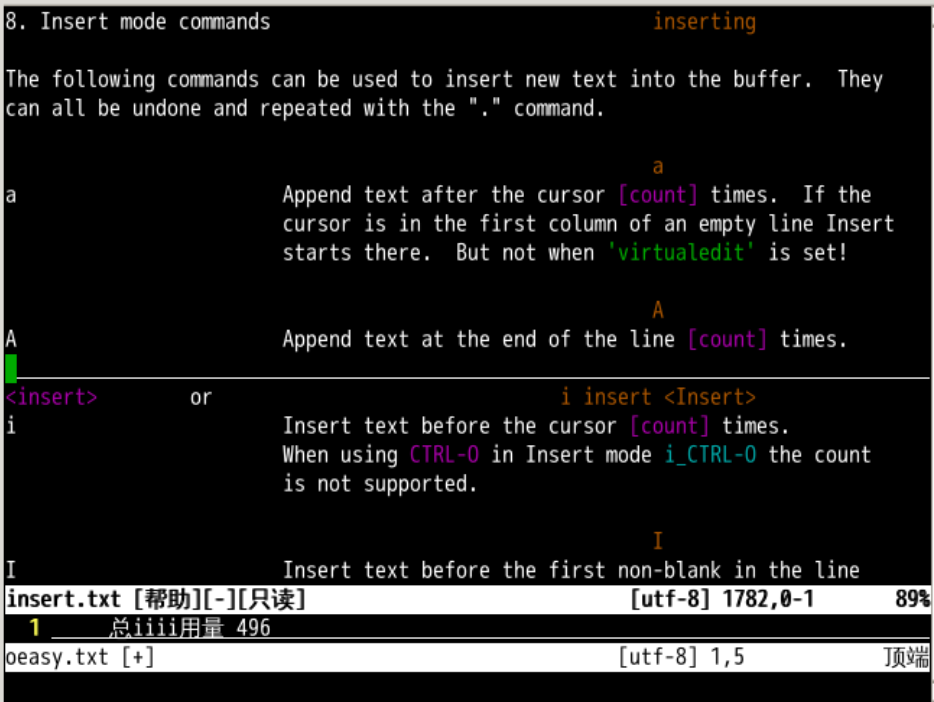 8. Insert mode commands inserting
The following commands can be used to insert new text into the buffer.  They
can all be undone and repeated with the "." command.
a
a Append text after the cursor [count] times.  If the
cursor is in the first column of an empty line Insert
starts there.  But not when 'virtualedit' is set!
A
A Append text at the end of the line [count] times.
<insert> or i insert <Insert>
i Insert text before the cursor [count] times.
When using CTRL-O in Insert mode i_CTRL-O the count
is not supported.
I
I Insert text before the first non-blank in the line
insert.txt [帮助][-][只读] [utf-8] 1782,0-1 89%
1 总iiii用量 496
oeasy.txt [+] [utf-8] 1,5 顶端